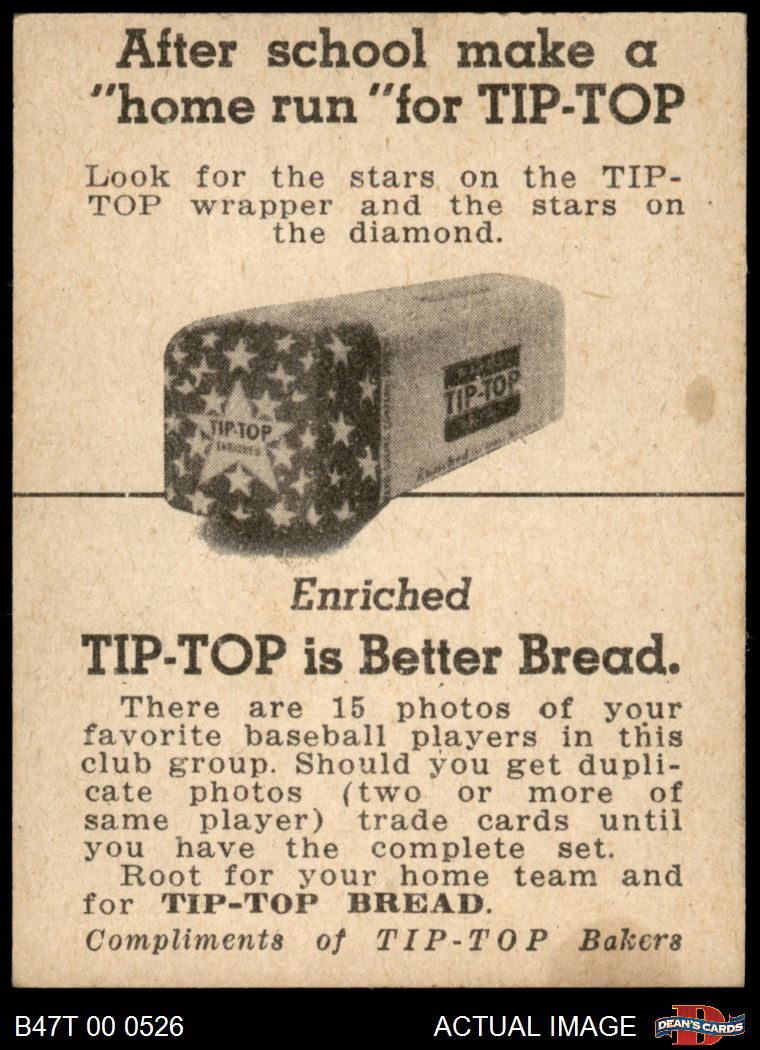 After school make a
"home run" for TIP-TOP
Look for the stars on the TIP-
TOP wrapper and the stars on
the diamond.
TIP-TOP
ENRICHED
TIP-TOP
Enriched
Enriched
TIP-TOP is Better Bread.
There are 15 photos of your
favorite baseball players in this
club group. Should you get dupli-
cate photos (two or more of
same player) trade cards until
you have the complete set.
Root for your home team and
for TIP-TOP BREAD.
Compliments of TIP-TOP Bakers
B47T 00 0526
ACTUAL IMAGE
DEAN'S CARDS